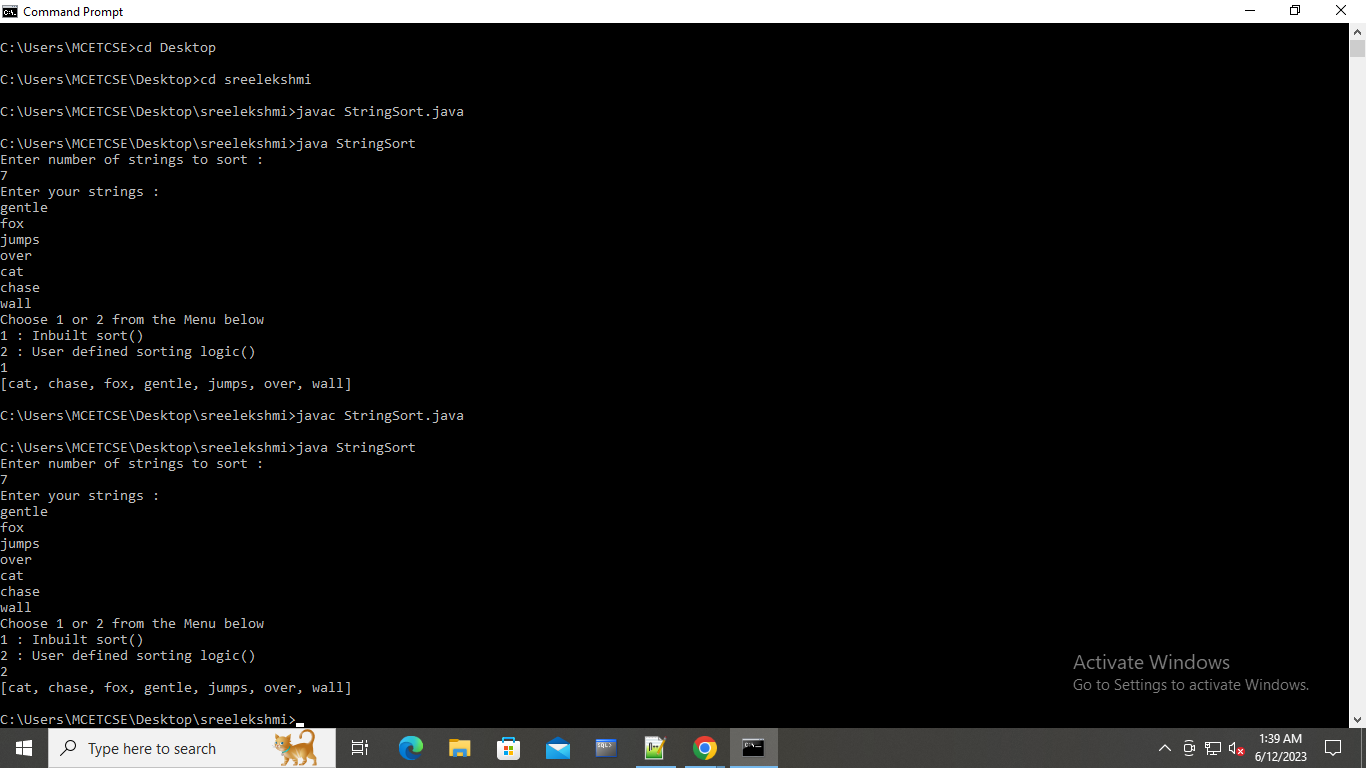 Command Prompt
C:\Users\MCETCSE>cd Desktop
C:\Users\MCETCSE\Desktop>cd sreelekshmi
C:\Users\MCETCSE\Desktop\sreelekshmi>javac StringSort.java
C:\Users\MCETCSE\Desktop\sreelekshmi>java StringSort
Enter number of strings to sort :
7
Enter your strings :
gentle
fox
jumps
over
cat
chase
wall
Choose 1 or 2 from the Menu below
1 : Inbuilt sort()
2 : User defined sorting logic()
1
[cat, chase, fox, gentle, jumps, over, wall]
C:\Users\MCETCSE\Desktop\sreelekshmi>javac StringSort.java
C:\Users\MCETCSE\Desktop\sreelekshmi>java StringSort
Enter number of strings to sort :
7
Enter your strings :
gentle
fox
jumps
over
cat
chase
wall
Choose 1 or 2 from the Menu below
1 : Inbuilt sort()
2 : User defined sorting logic()
2
[cat, chase, fox, gentle, jumps, over, wall]
C:\Users\MCETCSE\Desktop\sreelekshmi>
Activate Windows
Go to Settings to activate Windows.
Type here to search
1:39 AM
6/12/2023